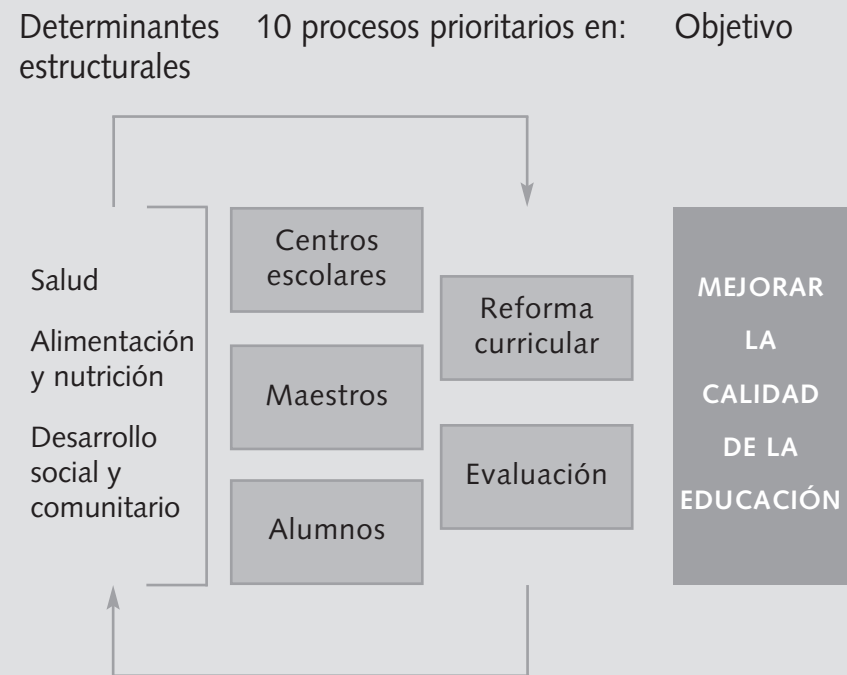 Determinantes
estructurales
10 procesos prioritarios en:
Objetivo
Salud
Alimentación
y nutrición
Desarrollo
social y
comunitario
Centros
escolares
Maestros
Alumnos
Reforma
curricular
Evaluación
MEJORAR
LA
CALIDAD
DE LA
EDUCACIÓN